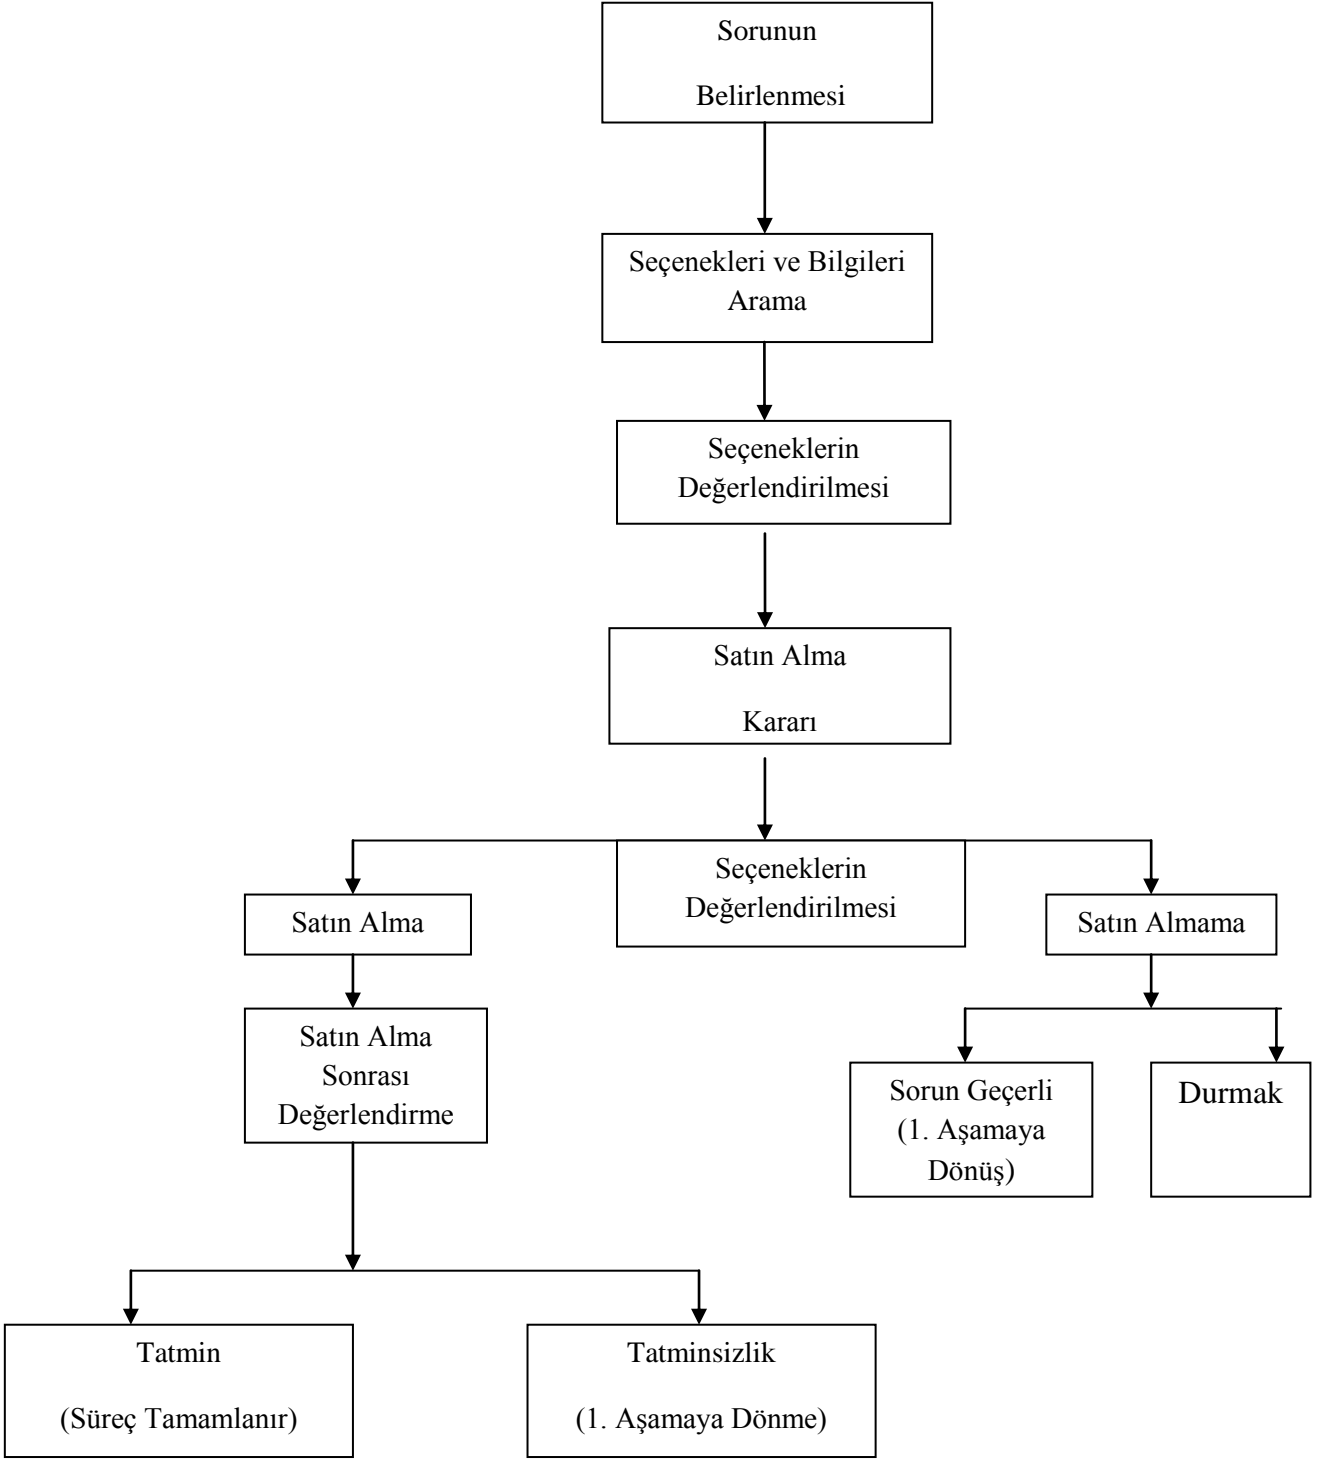 Sorunun
Belirlenmesi
Seçenekleri ve Bilgileri
Arama
Seçeneklerin
Değerlendirilmesi
Satın Alma
Kararı
Seçeneklerin
Değerlendirilmesi
Satın Alma
Satın Almama
Satın Alma
Sonrası
Değerlendirme
Sorun Geçerli
(1. Aşamaya
Dönüş)
Durmak
Tatmin
(Süreç Tamamlanır)
Tatminsizlik
(1. Aşamaya Dönme)